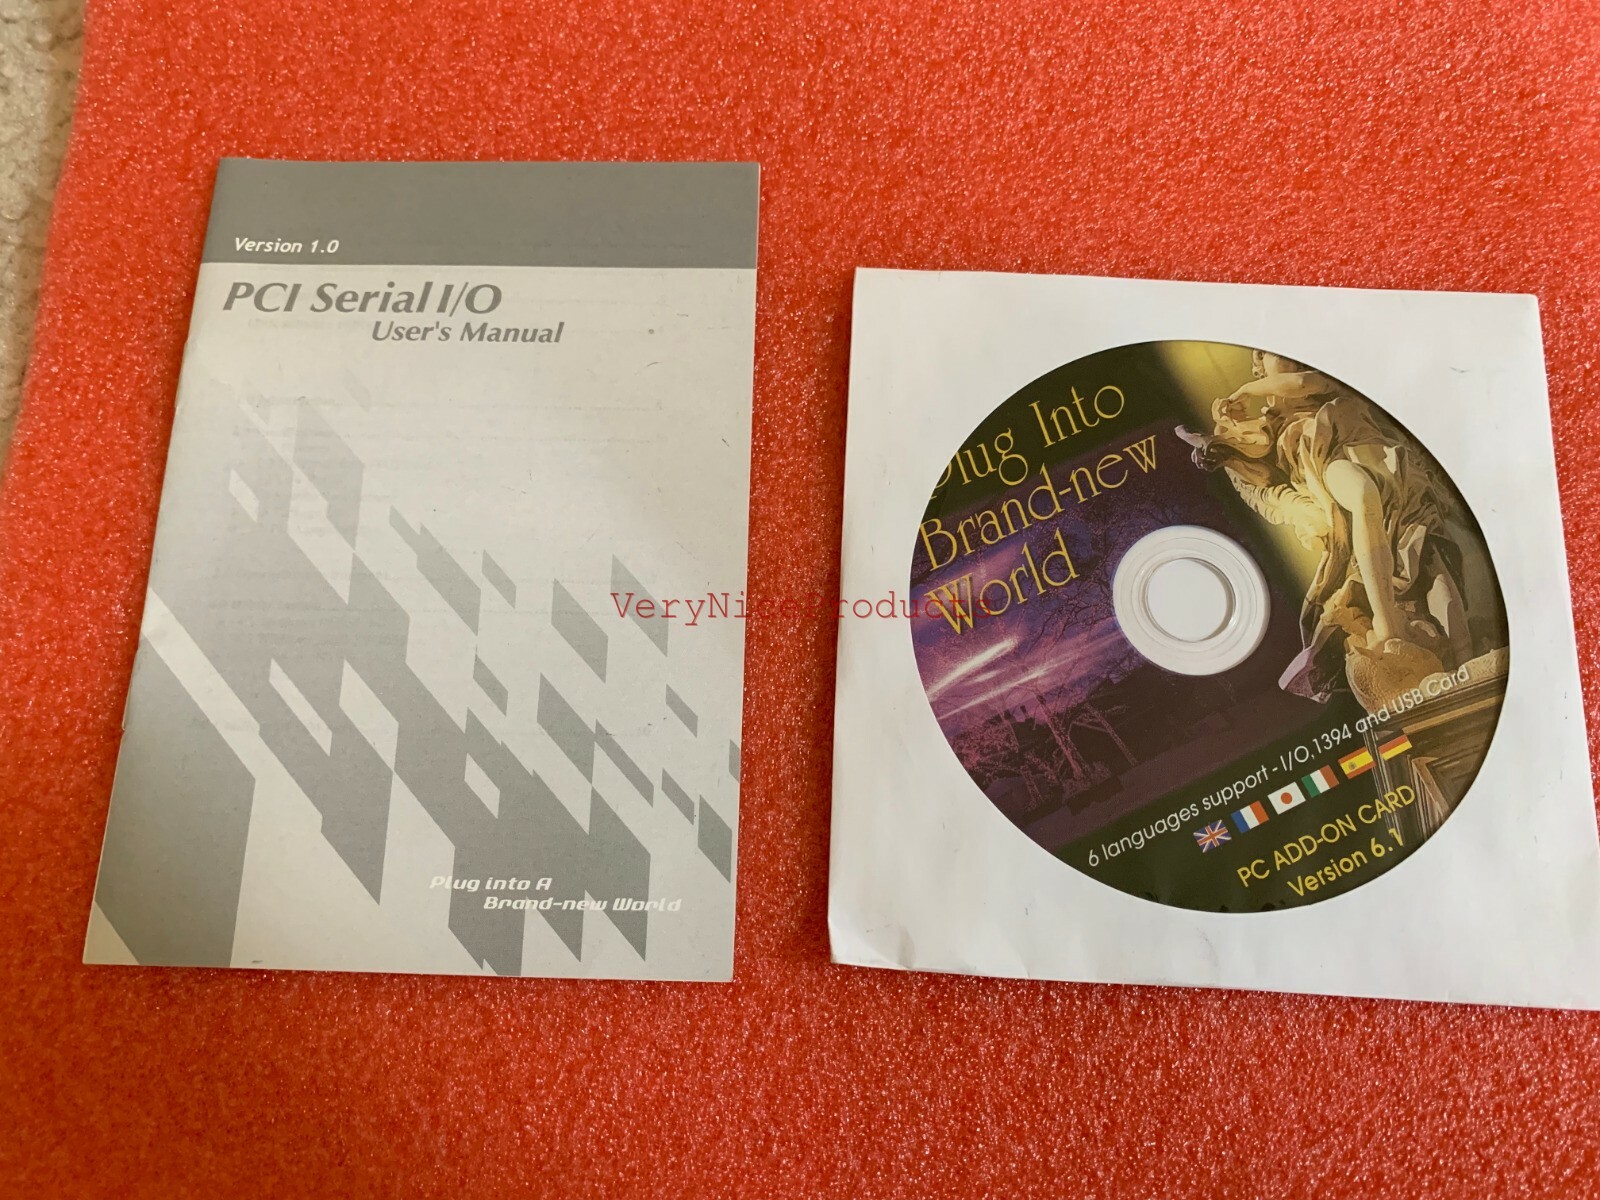 Version 1.0
PCI Serial I/O
User's Manual
Plug into A
Brand-new World
VeryNiceProducts
Plug Into
Brand-new
World
6 languages support - I/O,1394 and USB Card
PC ADD-ON CARD
Version 6.1